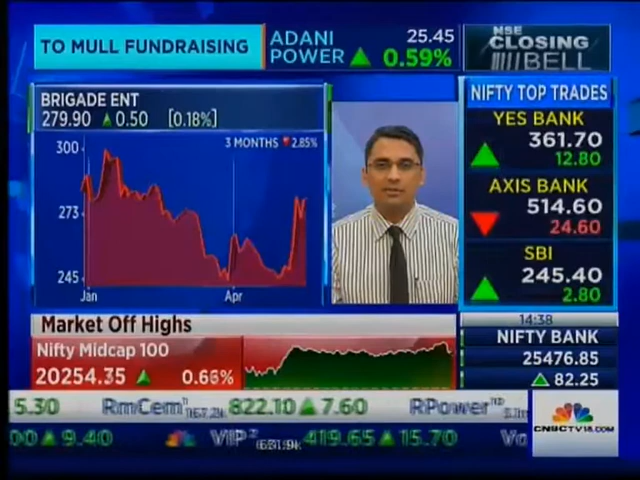 TO MULL FUNDRAISING
ADANI POWER
25.45
0.59%
NSE
CLOSING
BELL
BRIGADE ENT
279.90 0.50 [0.18%]
3 MONTHS 2.85%
300
273
245
Jan Apr
NIFTY TOP TRADES
YES BANK
361.70
12.80
AXIS BANK
514.60
24.60
SBI
245.40
2.80
Market Off Highs
Nifty Midcap 100
20254.35 0.66%
14:38
NIFTY BANK
25476.85
82.25
5.30 RmCem 822.10 7.60 RPower
00 9.40 VIP 419.65 15.70
CNBCTV18.COM